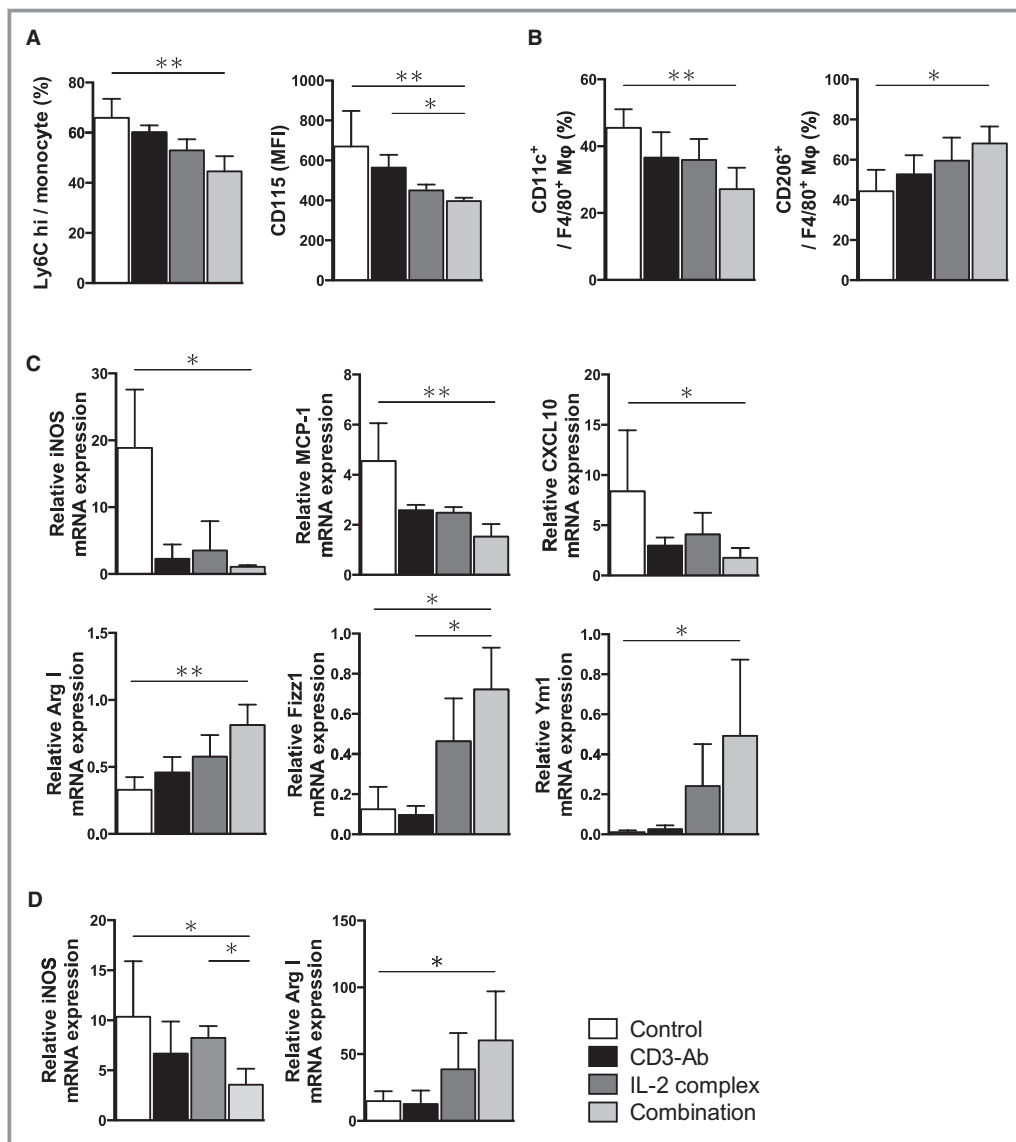 A
Ly6C hi / monocyte (%)
80
60
40
20
0
**
CD115 (MFI)
1000
800
600
400
200
0
**
*
B
CD11c+
/ F4/80+ Mφ (%)
60
40
20
0
**
CD206+
/ F4/80+ Mφ (%)
100
80
60
40
20
0
*
C
Relative iNOS
mRNA expression
30
20
10
0
*
Relative MCP-1
mRNA expression
8
6
4
2
0
**
Relative CXCL10
mRNA expression
20
15
10
5
0
*
Relative Arg I
mRNA expression
1.5
1.0
0.5
0.0
**
Relative Fizz1
mRNA expression
1.0
0.8
0.6
0.4
0.2
0.0
*
*
Relative Ym1
mRNA expression
1.0
0.8
0.6
0.4
0.2
0.0
*
D
Relative iNOS
mRNA expression
20
15
10
5
0
*
*
Relative Arg I
mRNA expression
150
100
50
0
*
Control
CD3-Ab
IL-2 complex
Combination